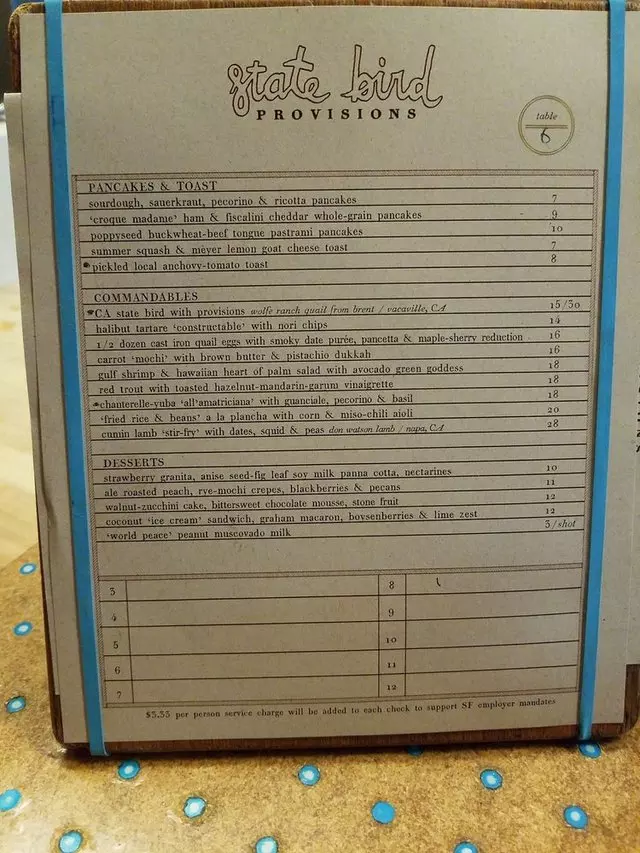 state bird
PROVISIONS
table
6
PANCAKES & TOAST
sourdough, sauerkraut, pecorino & ricotta pancakes 7
'croque madame' ham & fiscalini cheddar whole-grain pancakes 9
poppyseed buckwheat-beef tongue pastrami pancakes 10
summer squash & meyer lemon goat cheese toast 7
pickled local anchovy-tomato toast 8
COMMANDABLES
CA state bird with provisions wolfe ranch quail from brent / vacaville, CA 15/30
halibut tartare 'constructable' with nori chips 14
1/2 dozen cast iron quail eggs with smoky date purée, pancetta & maple-sherry reduction 16
carrot 'mochi' with brown butter & pistachio dukkah 16
gulf shrimp & hawaiian heart of palm salad with avocado green goddess 18
red trout with toasted hazelnut-mandarin-garum vinaigrette 18
chanterelle-yuba 'all'amatriciana' with guanciale, pecorino & basil 18
'fried rice & beans' a la plancha with corn & miso-chili aioli 20
cumin lamb 'stir-fry' with dates, squid & peas don watson lamb / napa, CA 28
DESSERTS
strawberry granita, anise seed-fig leaf soy milk panna cotta, nectarines 10
ale roasted peach, rye-mochi crepes, blackberries & pecans 11
walnut-zucchini cake, bittersweet chocolate mousse, stone fruit 12
coconut 'ice cream' sandwich, graham macaron, boysenberries & lime zest 12
'world peace' peanut muscovado milk 3/shot
3 8
4 9
5 10
6 11
7 12
$3.35 per person service charge will be added to each check to support SF employer mandates